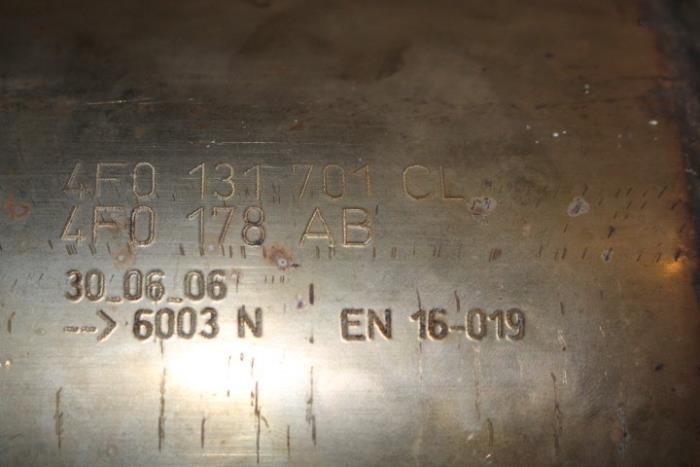 4F0 131 701 CL
4F0 178 AB
30_06_06
--> 6003 N EN 16-019